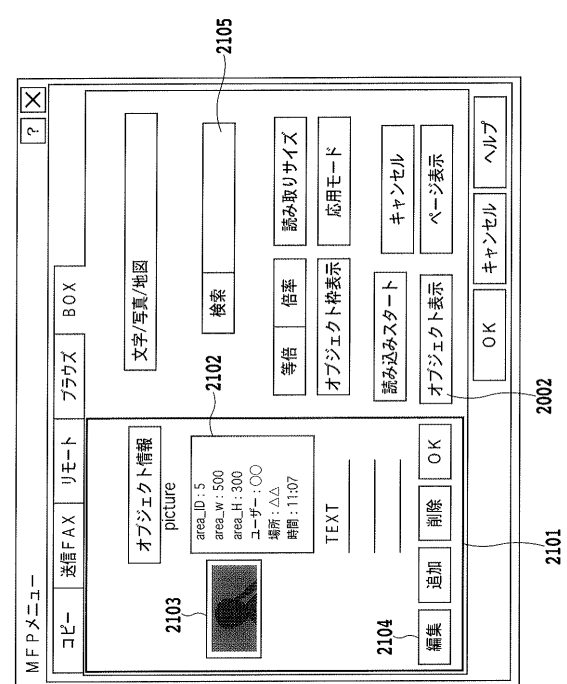 MFPメニュー
? X
コピー 送信FAX リモート ブラウズ BOX
オブジェクト情報
picture
2103
2102
area_ID : 5
area_w : 500
area_H : 300
ユーザー : ○○
場所 : △△
時間 : 11:07
TEXT
2104
編集 追加 削除 OK
2101
文字/写真/地図
検索
2105
等倍 倍率 読み取りサイズ
オブジェクト枠表示 応用モード
読み込みスタート キャンセル
オブジェクト表示 ページ表示
2002
OK キャンセル ヘルプ